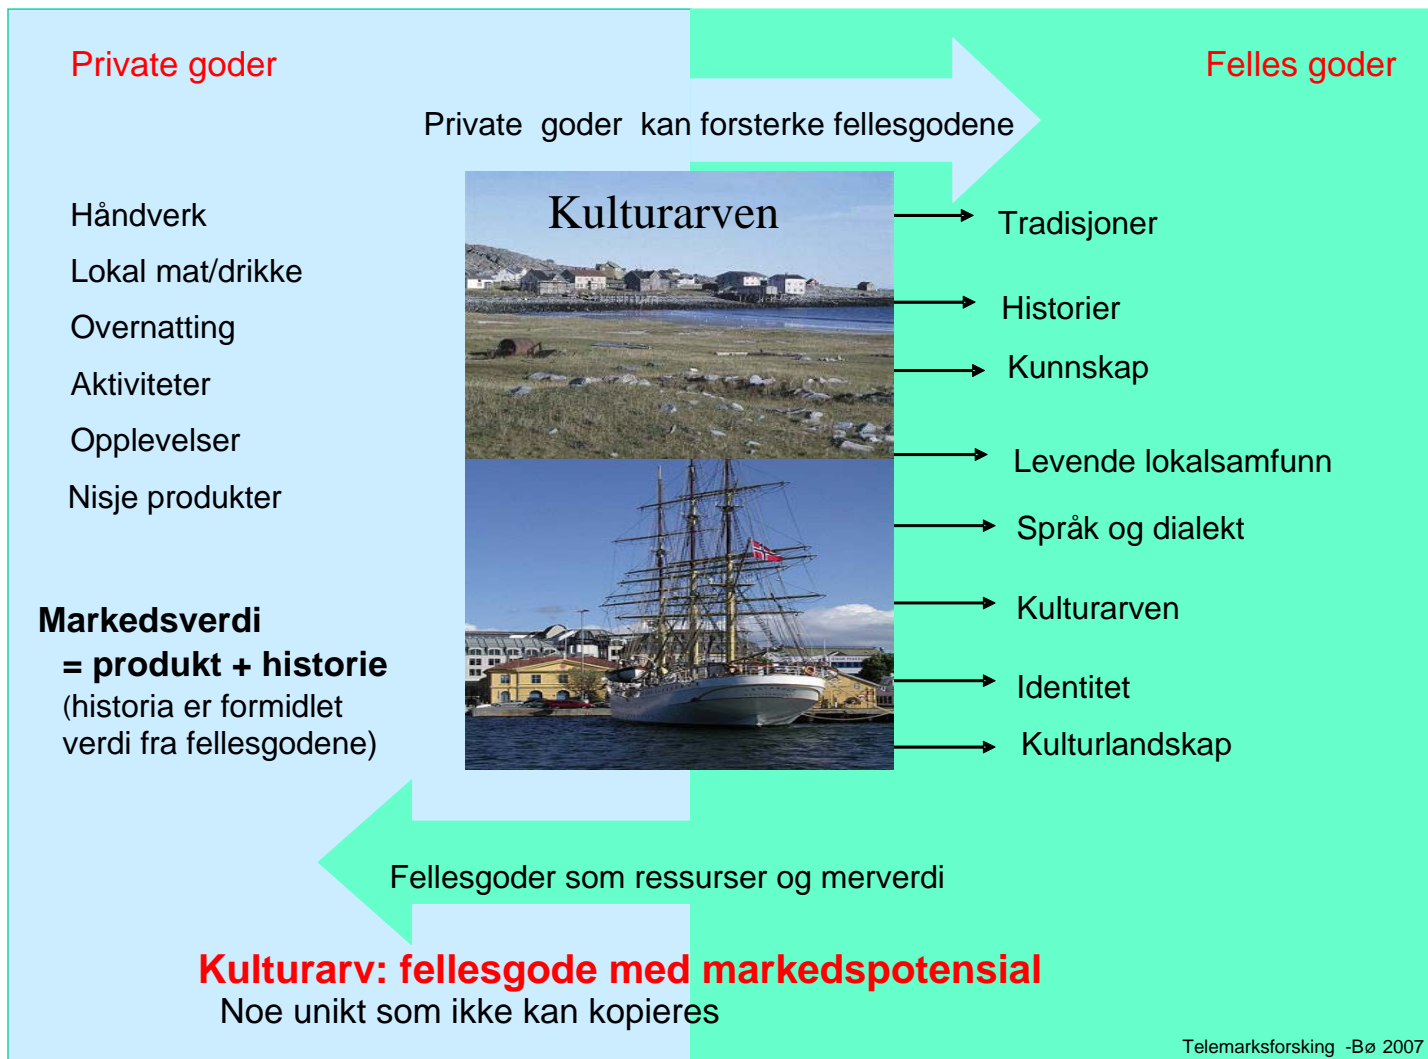 Private goder
Felles goder
Private goder kan forsterke fellesgodene
Kulturarven
Håndverk
Lokal mat/drikke
Overnatting
Aktiviteter
Opplevelser
Nisje produkter
Markedsverdi
= produkt + historie
(historia er formidlet
verdi fra fellesgodene)
Tradisjoner
Historier
Kunnskap
Levende lokalsamfunn
Språk og dialekt
Kulturarven
Identitet
Kulturlandskap
Fellesgoder som ressurser og merverdi
Kulturarv: fellesgode med markedspotensial
Noe unikt som ikke kan kopieres
Telemarksforsking -Bø 2007